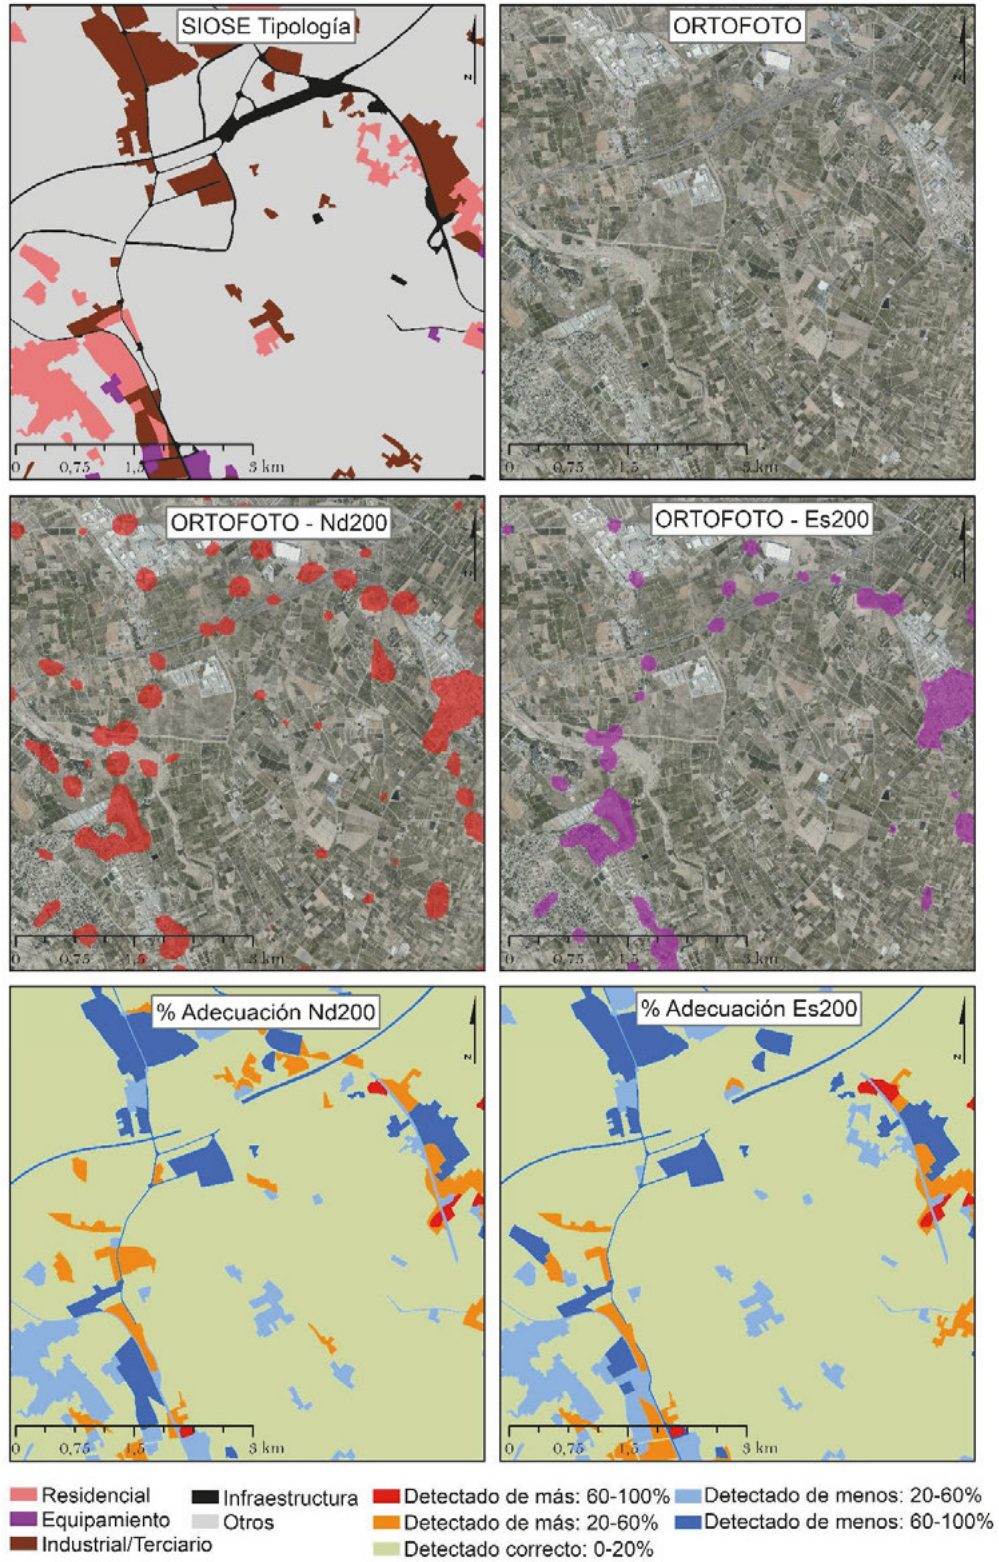 SIOSE Tipología
N
0 0,75 1,5 3 km
ORTOFOTO
N
0 0,75 1,5 3 km
ORTOFOTO - Nd200
N
0 0,75 1,5 3 km
ORTOFOTO - Es200
N
0 0,75 1,5 3 km
% Adecuación Nd200
N
0 0,75 1,5 3 km
% Adecuación Es200
N
0 0,75 1,5 3 km
Residencial
Equipamiento
Industrial/Terciario
Infraestructura
Otros
Detectado de más: 60-100%
Detectado de más: 20-60%
Detectado correcto: 0-20%
Detectado de menos: 20-60%
Detectado de menos: 60-100%